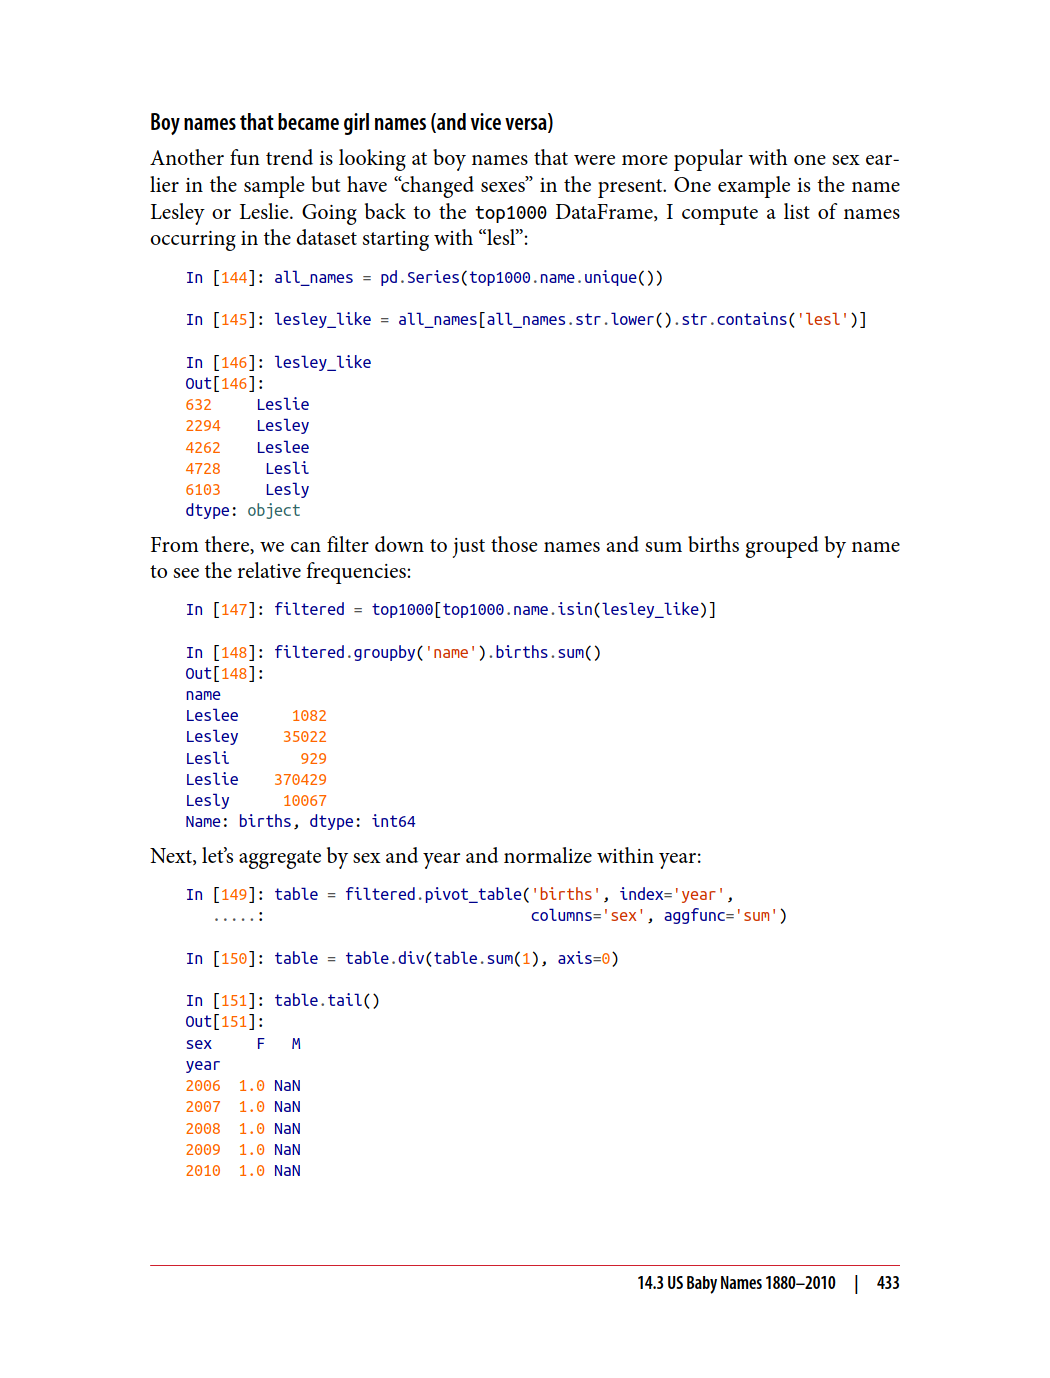 Boy names that became girl names (and vice versa)
Another fun trend is looking at boy names that were more popular with one sex ear-
lier in the sample but have “changed sexes” in the present. One example is the name
Lesley or Leslie. Going back to the top1000 DataFrame, I compute a list of names
occurring in the dataset starting with “lesl”:
In [144]: all_names = pd.Series(top1000.name.unique())
In [145]: lesley_like = all_names[all_names.str.lower().str.contains('lesl')]
In [146]: lesley_like
Out[146]:
632     Leslie
2294    Lesley
4262    Leslee
4728     Lesli
6103     Lesly
dtype: object
From there, we can filter down to just those names and sum births grouped by name
to see the relative frequencies:
In [147]: filtered = top1000[top1000.name.isin(lesley_like)]
In [148]: filtered.groupby('name').births.sum()
Out[148]:
name
Leslee      1082
Lesley     35022
Lesli        929
Leslie    370429
Lesly      10067
Name: births, dtype: int64
Next, let’s aggregate by sex and year and normalize within year:
In [149]: table = filtered.pivot_table('births', index='year',
   .....:                              columns='sex', aggfunc='sum')
In [150]: table = table.div(table.sum(1), axis=0)
In [151]: table.tail()
Out[151]:
sex     F   M
year
2006  1.0 NaN
2007  1.0 NaN
2008  1.0 NaN
2009  1.0 NaN
2010  1.0 NaN
14.3 US Baby Names 1880–2010 | 433